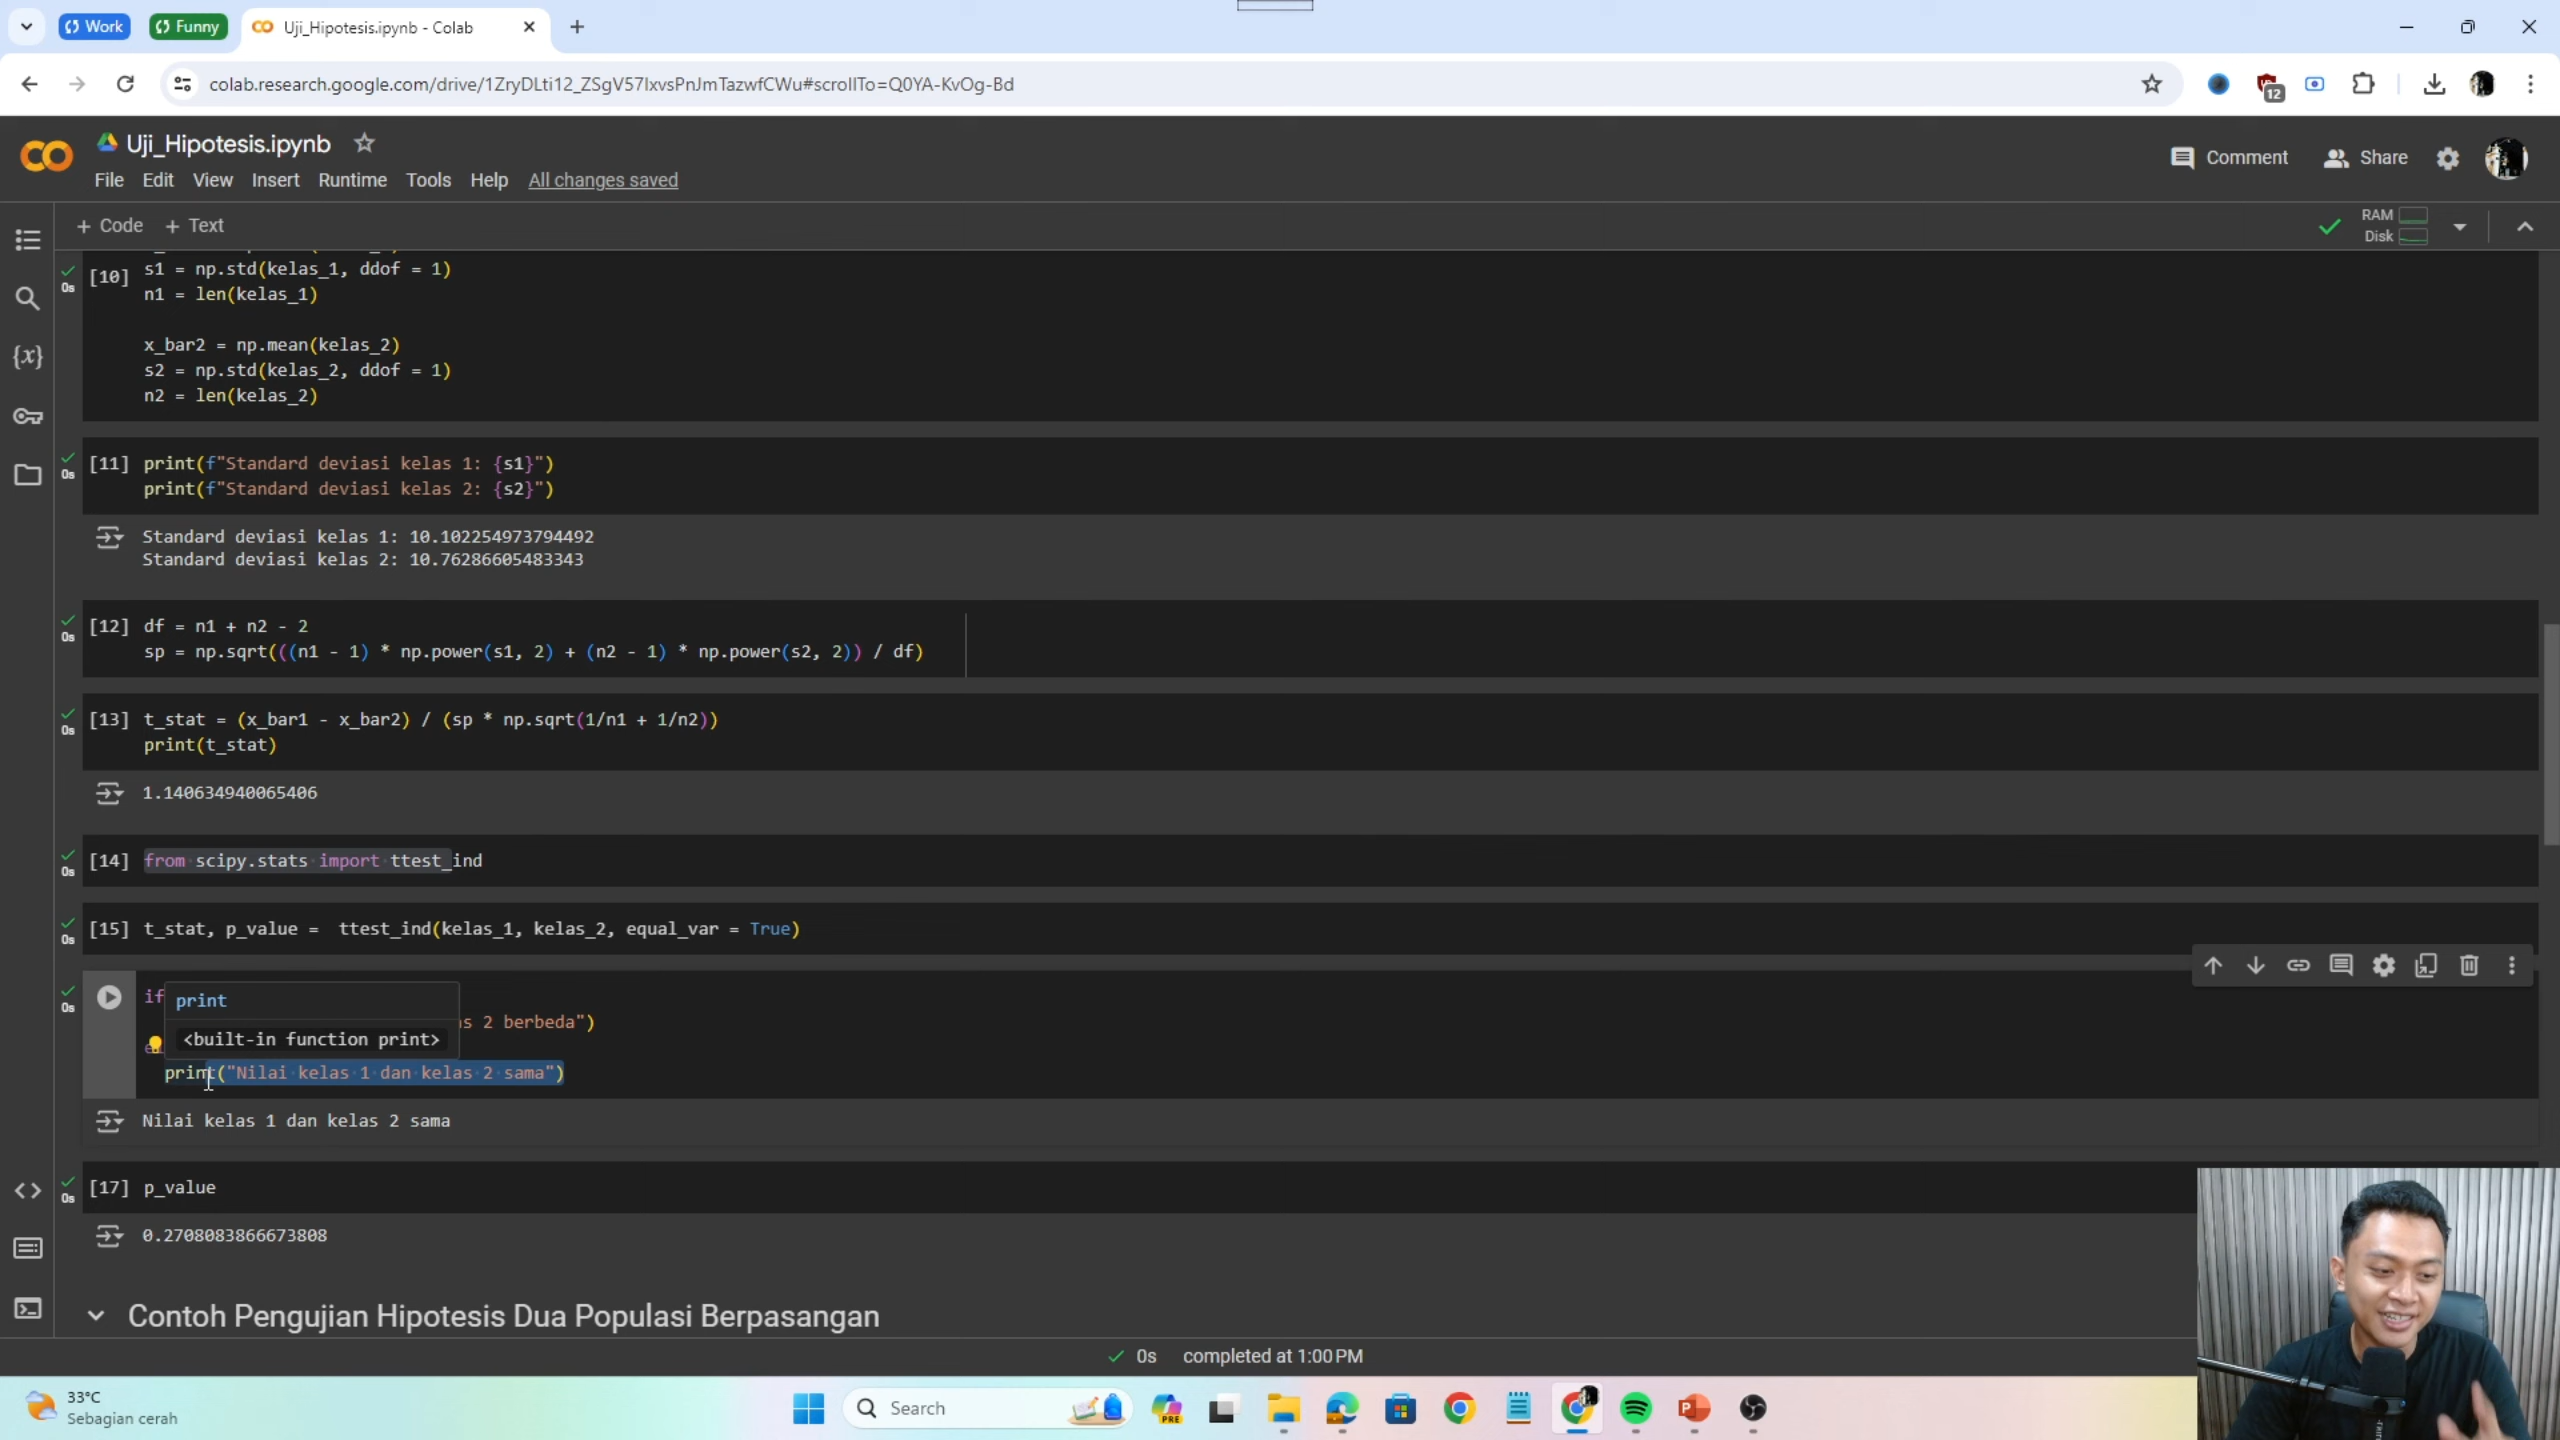 Work
Funny
Uji_Hipotesis.ipynb - Colab
colab.research.google.com/drive/1ZryDLti12_ZSgV57lxvsPnJmTazwfCWu#scrollTo=Q0YA-KvOg-Bd
12
Uji_Hipotesis.ipynb
Comment
Share
File Edit View Insert Runtime Tools Help All changes saved
+ Code + Text
RAM
Disk
[10] s1 = np.std(kelas_1, ddof = 1)
0s
n1 = len(kelas_1)
x_bar2 = np.mean(kelas_2)
s2 = np.std(kelas_2, ddof = 1)
n2 = len(kelas_2)
[11] print(f"Standard deviasi kelas 1: {s1}")
0s
print(f"Standard deviasi kelas 2: {s2}")
Standard deviasi kelas 1: 10.102254973794492
Standard deviasi kelas 2: 10.76286605483343
[12] df = n1 + n2 - 2
0s
sp = np.sqrt(((n1 - 1) * np.power(s1, 2) + (n2 - 1) * np.power(s2, 2)) / df)
[13] t_stat = (x_bar1 - x_bar2) / (sp * np.sqrt(1/n1 + 1/n2))
0s
print(t_stat)
1.140634940065406
[14] from scipy.stats import ttest_ind
0s
[15] t_stat, p_value = ttest_ind(kelas_1, kelas_2, equal_var = True)
0s
if
0s
print
s 2 berbeda")
<built-in function print>
print("Nilai kelas 1 dan kelas 2 sama")
Nilai kelas 1 dan kelas 2 sama
[17] p_value
0s
0.2708083866673808
Contoh Pengujian Hipotesis Dua Populasi Berpasangan
0s completed at 1:00 PM
33°C
Sebagian cerah
Search
PRE